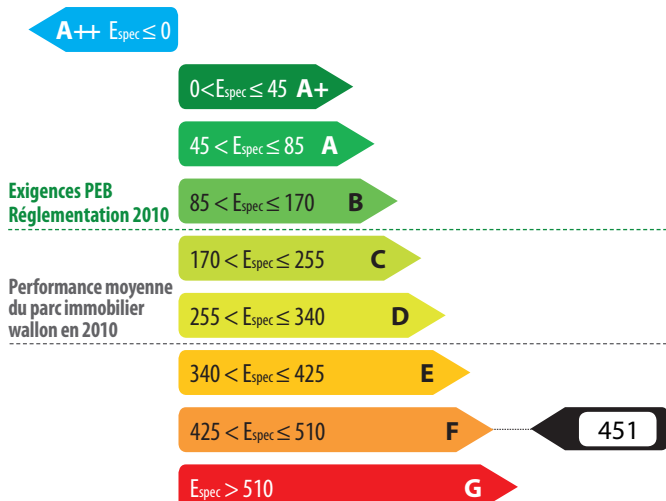 A++ Espec ≤ 0
0 < Espec ≤ 45 A+
45 < Espec ≤ 85 A
Exigences PEB
Réglementation 2010
85 < Espec ≤ 170 B
170 < Espec ≤ 255 C
Performance moyenne
du parc immobilier
wallon en 2010
255 < Espec ≤ 340 D
340 < Espec ≤ 425 E
425 < Espec ≤ 510 F 451
Espec > 510 G